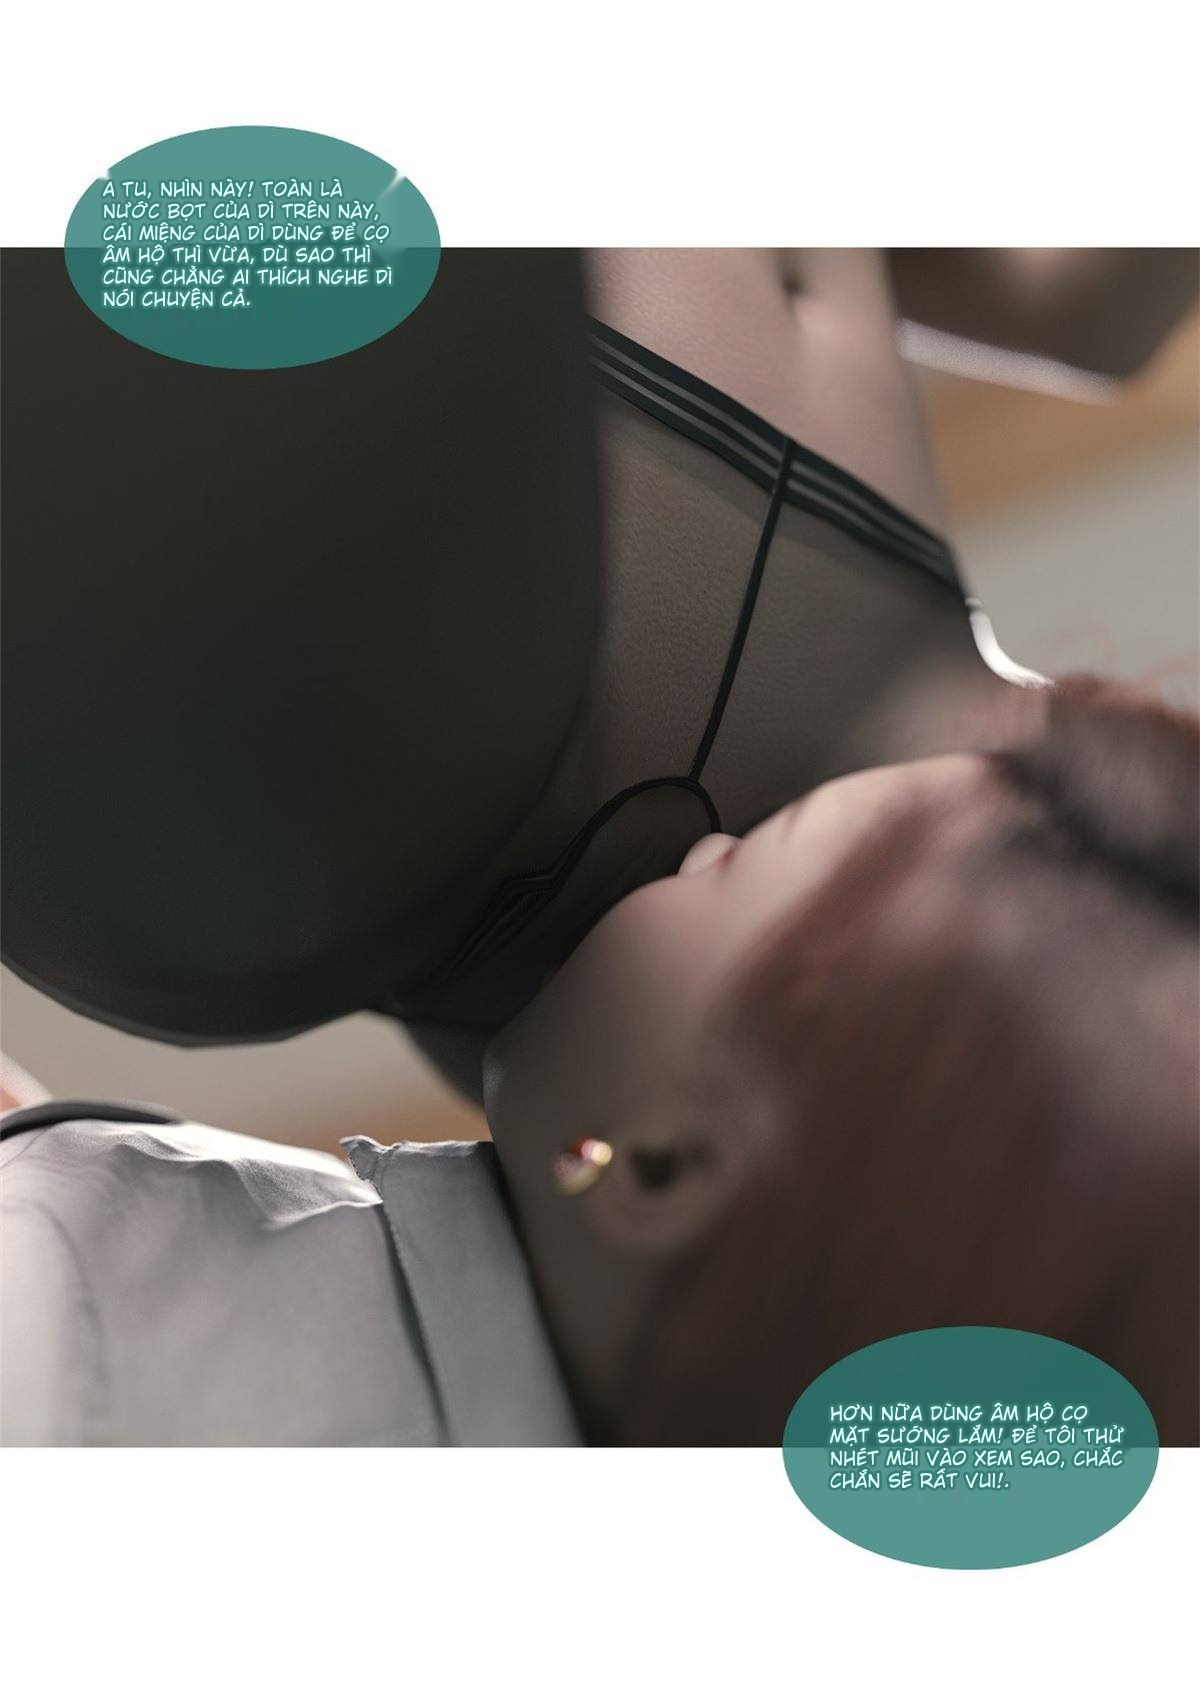 A TU, NHÌN NÀY! TOÀN LÀ
NƯỚC BỌT CỦA DÌ TRÊN NÀY,
CÁI MIỆNG CỦA DÌ DÙNG ĐỂ CỌ
ÂM HỘ THÌ VỪA, DÙ SAO THÌ
CŨNG CHẲNG AI THÍCH NGHE DÌ
NÓI CHUYỆN CẢ.
HƠN NỮA DÙNG ÂM HỘ CỌ
MẶT SƯỚNG LẮM! ĐỂ TÔI THỬ
NHÉT MŨI VÀO XEM SAO, CHẮC
CHẮN SẼ RẤT VUI!.